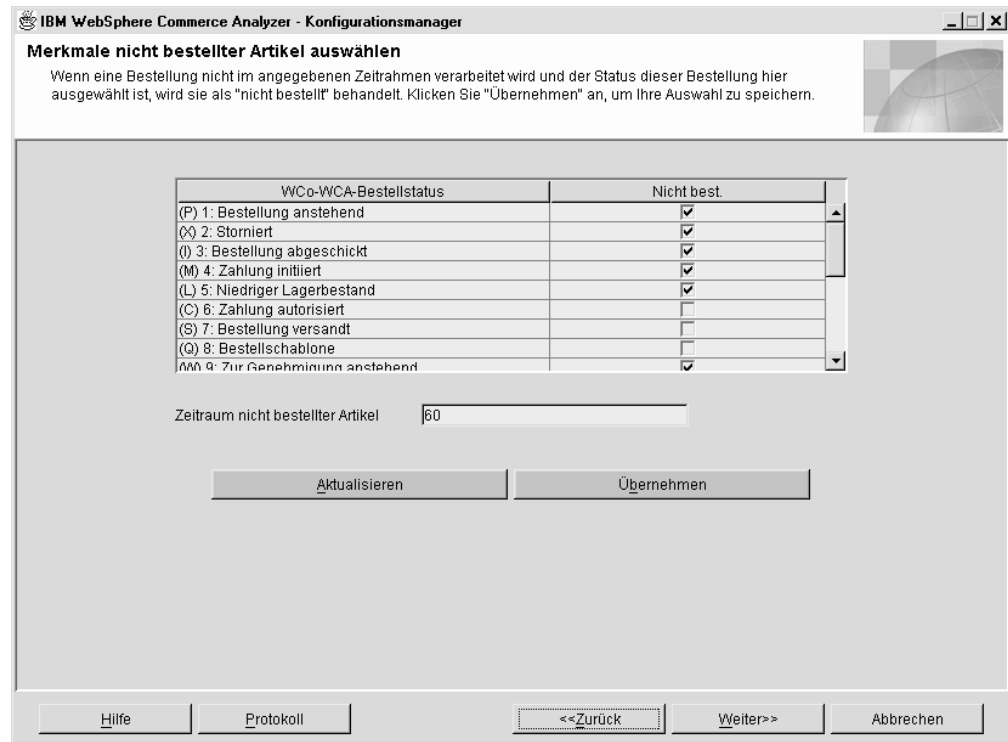 IBM WebSphere Commerce Analyzer - Konfigurationsmanager
Merkmale nicht bestellter Artikel auswählen
Wenn eine Bestellung nicht im angegebenen Zeitrahmen verarbeitet wird und der Status dieser Bestellung hier
ausgewählt ist, wird sie als "nicht bestellt" behandelt. Klicken Sie "Übernehmen" an, um Ihre Auswahl zu speichern.
WCo-WCA-Bestellstatus Nicht best.
(P) 1: Bestellung anstehend
(X) 2: Storniert
(I) 3: Bestellung abgeschickt
(M) 4: Zahlung initiiert
(L) 5: Niedriger Lagerbestand
(C) 6: Zahlung autorisiert
(S) 7: Bestellung versandt
(Q) 8: Bestellschablone
(W) 9: Zur Genehmigung anstehend
Zeitraum nicht bestellter Artikel 60
Aktualisieren Übernehmen
Hilfe Protokoll <<Zurück Weiter>> Abbrechen